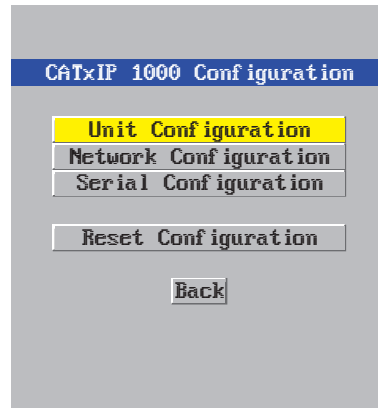 CATxIP 1000 Configuration
Unit Configuration
Network Configuration
Serial Configuration
Reset Configuration
Back